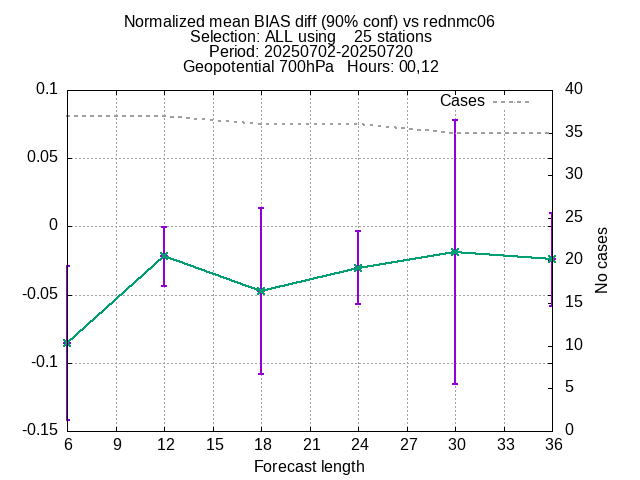 Normalized mean BIAS diff (90% conf) vs rednmc06
Selection: ALL using    25 stations
Period: 20250702-20250720
Geopotential 700hPa   Hours: 00,12
Cases
0.1
0.05
0
-0.05
-0.1
-0.15
40
35
30
25
20
15
10
5
0
No cases
6 9 12 15 18 21 24 27 30 33 36
Forecast length